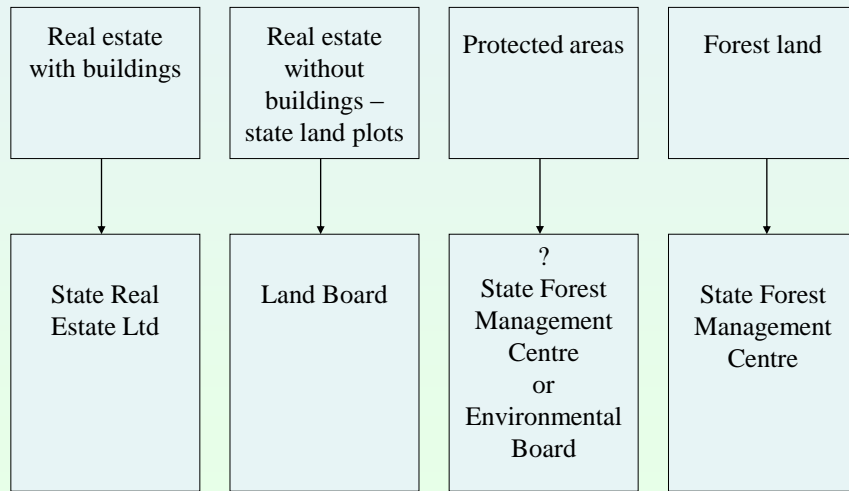 Real estate
with buildings
Real estate
without
buildings –
state land plots
Protected areas
Forest land
State Real
Estate Ltd
Land Board
?
State Forest
Management
Centre
or
Environmental
Board
State Forest
Management
Centre